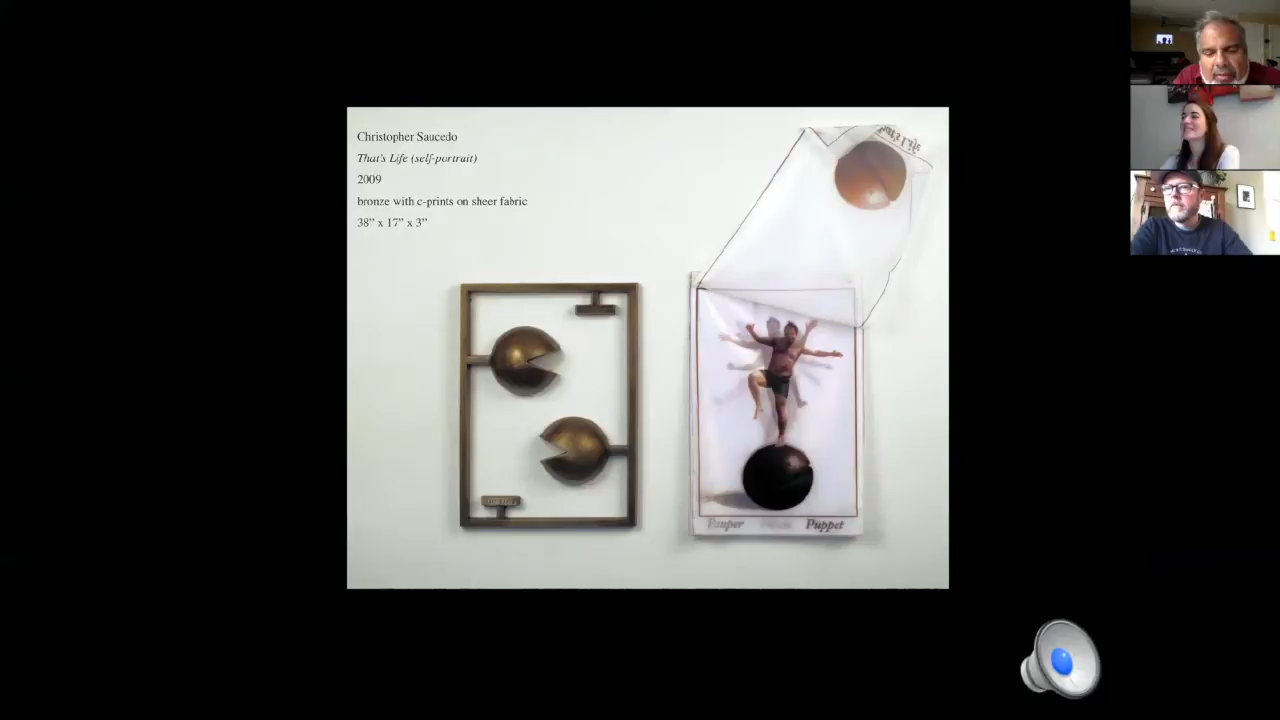 Christopher Saucedo
That's Life (self-portrait)
2009
bronze with c-prints on sheer fabric
38” x 17” x 3”
Pauper Puppet